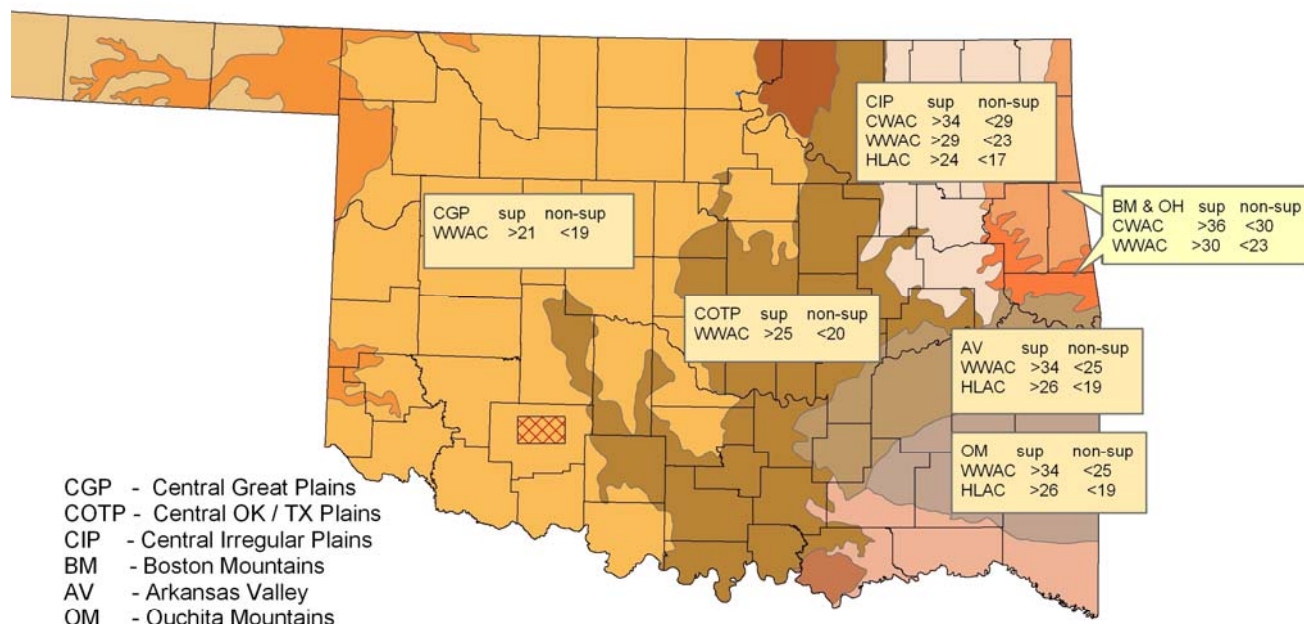 CIP sup non-sup
CWAC >34 <29
WWAC >29 <23
HLAC >24 <17
BM & OH sup non-sup
CWAC >36 <30
WWAC >30 <23
CGP sup non-sup
WWAC >21 <19
COTP sup non-sup
WWAC >25 <20
AV sup non-sup
WWAC >34 <25
HLAC >26 <19
OM sup non-sup
WWAC >34 <25
HLAC >26 <19
CGP - Central Great Plains
COTP - Central OK / TX Plains
CIP - Central Irregular Plains
BM - Boston Mountains
AV - Arkansas Valley
OM - Ouchita Mountains